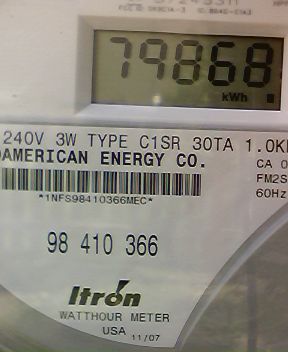 79868
kWh
240V 3W TYPE C1SR 30TA 1.0K
AMERICAN ENERGY CO.
CA 0
FM2S
60Hz
*1NFS98410366MEC*
98 410 366
Itron
WATTHOUR METER
USA 11/07